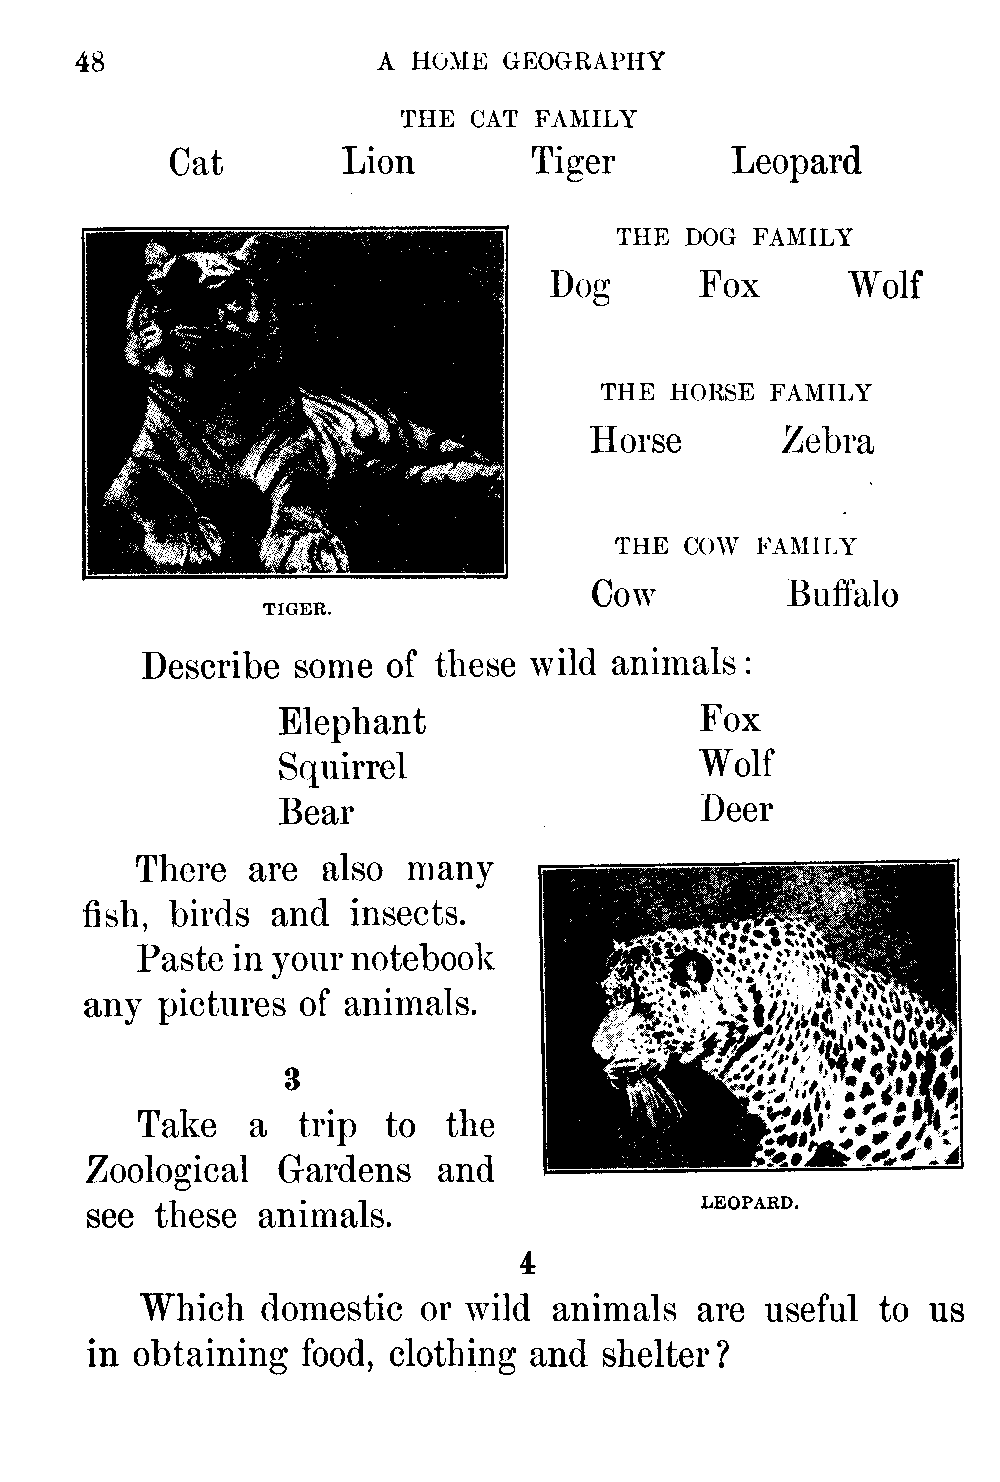 48 A HOME GEOGRAPHY
THE CAT FAMILY
Cat Lion Tiger Leopard
THE DOG FAMILY
Dog Fox Wolf
THE HORSE FAMILY
Horse Zebra
THE COW FAMILY
Cow Buffalo
TIGER.
Describe some of these wild animals:
Elephant Fox
Squirrel Wolf
Bear Deer
There are also many
fish, birds and insects.
Paste in your notebook
any pictures of animals.
3
Take a trip to the
Zoological Gardens and
see these animals.
LEOPARD.
4
Which domestic or wild animals are useful to us
in obtaining food, clothing and shelter?